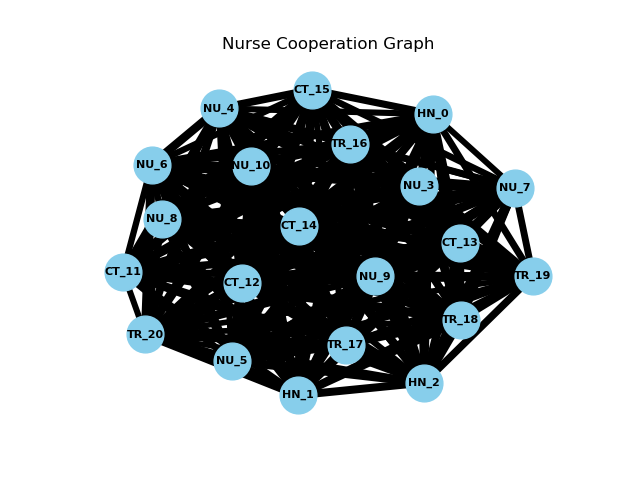 Nurse Cooperation Graph
CT_15
NU_4
HN_0
TR_16
NU_6
NU_10
NU_3
NU_7
NU_8
CT_14
CT_13
CT_11
CT_12
NU_9
TR_19
TR_18
TR_20
TR_17
NU_5
HN_2
HN_1